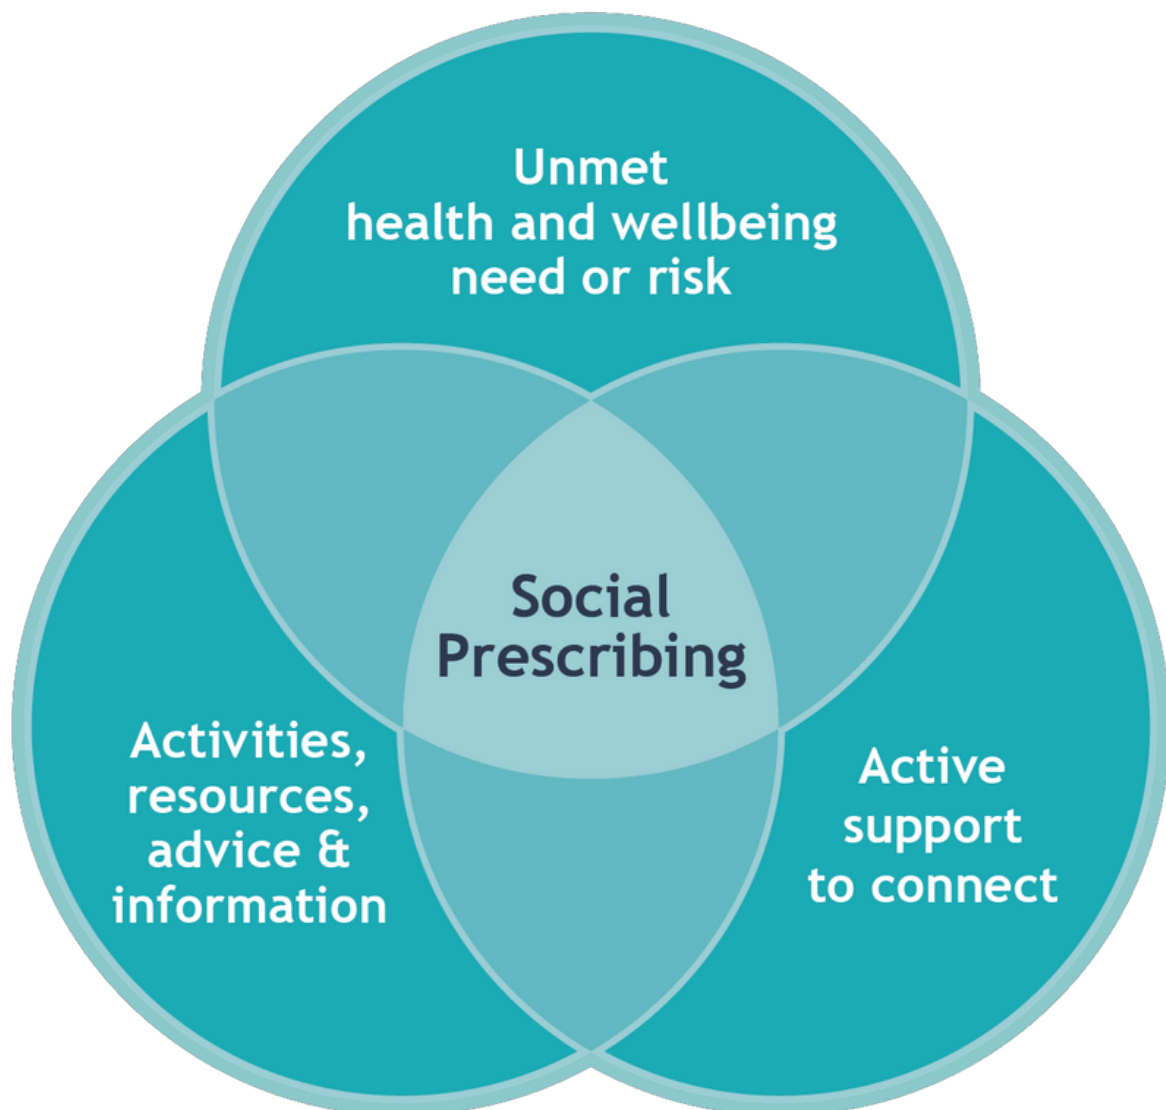 Unmet
health and wellbeing
need or risk
Social
Prescribing
Activities,
resources,
advice &
information
Active
support
to connect